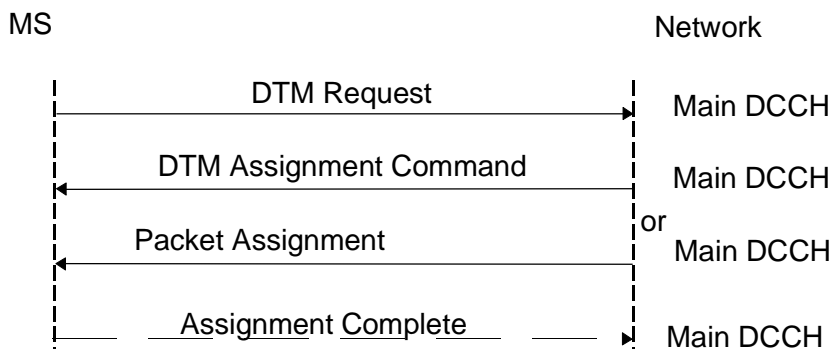 MS
Network
DTM Request
Main DCCH
DTM Assignment Command
Main DCCH
or
Packet Assignment
Main DCCH
Assignment Complete
Main DCCH